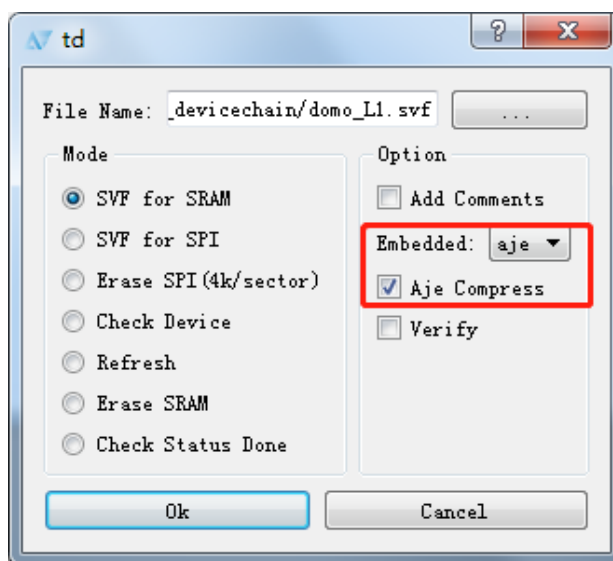 td
File Name: _devicechain/domo_L1.svf ...
Mode
SVF for SRAM
SVF for SPI
Erase SPI(4k/sector)
Check Device
Refresh
Erase SRAM
Check Status Done
Option
Add Comments
Embedded: aje
Aje Compress
Verify
Ok
Cancel